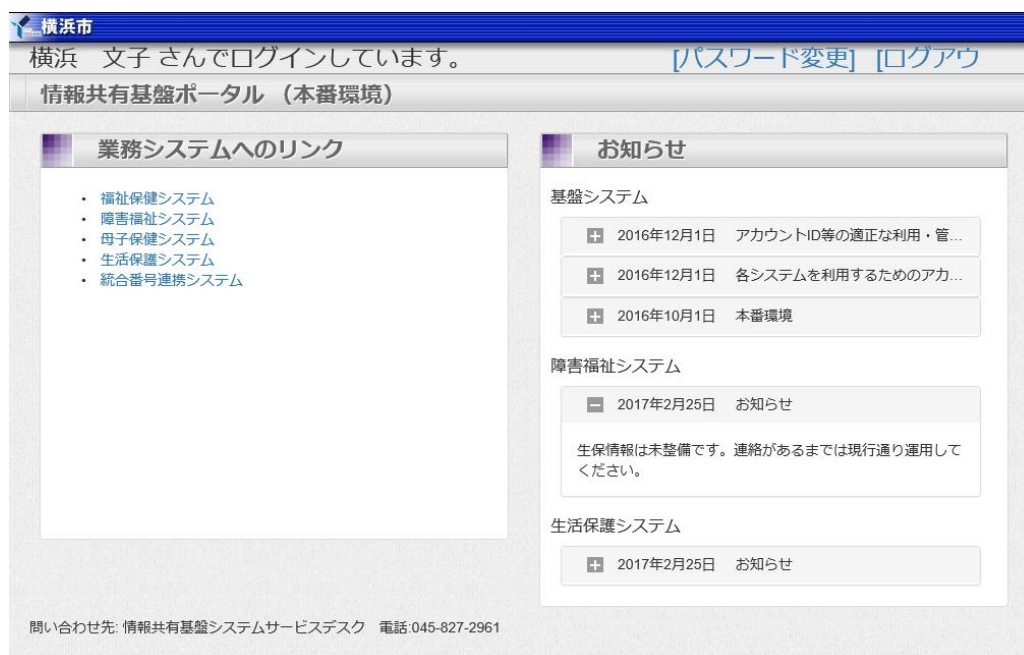 横浜市
横浜　文子 さんでログインしています。
[パスワード変更] [ログアウ
情報共有基盤ポータル （本番環境）
業務システムへのリンク
・ 福祉保健システム
・ 障害福祉システム
・ 母子保健システム
・ 生活保護システム
・ 統合番号連携システム
お知らせ
基盤システム
2016年12月1日 アカウントID等の適正な利用・管...
2016年12月1日 各システムを利用するためのアカ...
2016年10月1日 本番環境
障害福祉システム
2017年2月25日 お知らせ
生保情報は未整備です。連絡があるまでは現行通り運用して
ください。
生活保護システム
2017年2月25日 お知らせ
問い合わせ先: 情報共有基盤システムサービスデスク　電話:045-827-2961